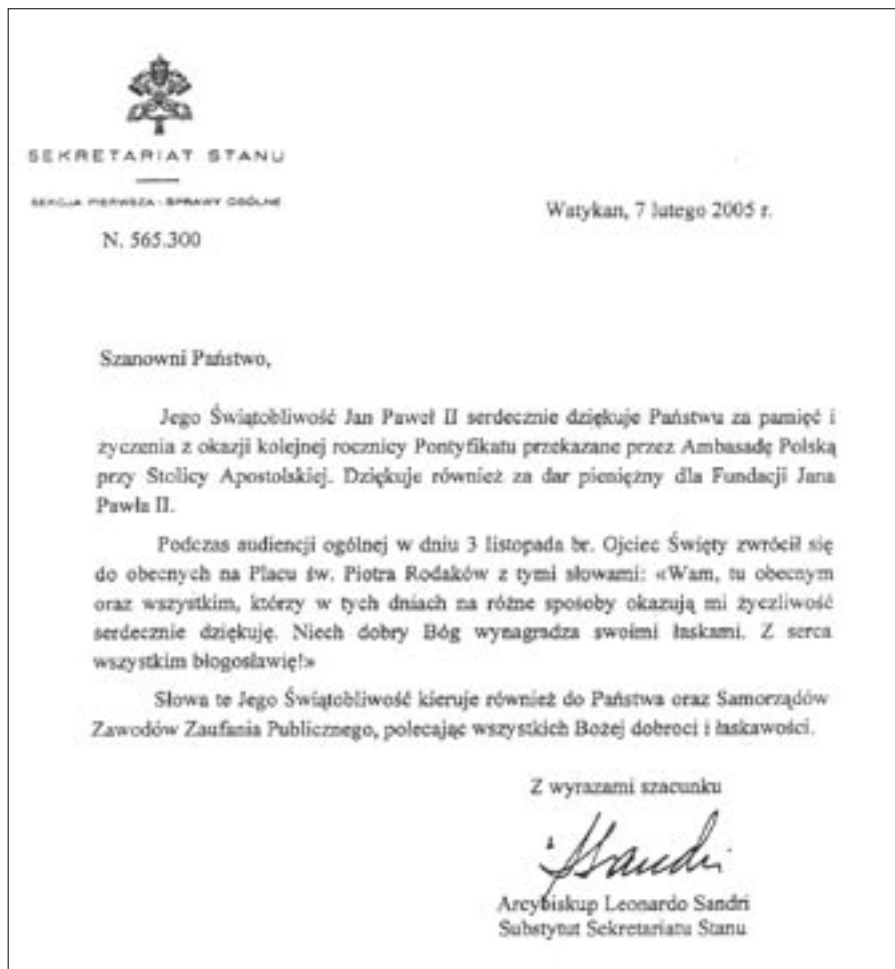 SEKRETARIAT STANU
SEKCJA PIERWSZA - SPRAWY OGÓLNE
Watykan, 7 lutego 2005 r.
N. 565.300
Szanowni Państwo,
Jego Świątobliwość Jan Paweł II serdecznie dziękuje Państwu za pamięć i
życzenia z okazji kolejnej rocznicy Pontyfikatu przekazane przez Ambasadę Polską
przy Stolicy Apostolskiej. Dziękuje również za dar pieniężny dla Fundacji Jana
Pawła II.
Podczas audiencji ogólnej w dniu 3 listopada br. Ojciec Święty zwrócił się
do obecnych na Placu św. Piotra Rodaków z tymi słowami: «Wam, tu obecnym
oraz wszystkim, którzy w tych dniach na różne sposoby okazują mi życzliwość
serdecznie dziękuję. Niech dobry Bóg wynagradza swoimi łaskami. Z serca
wszystkim błogosławię!»
Słowa te Jego Świątobliwość kieruje również do Państwa oraz Samorządów
Zawodów Zaufania Publicznego, polecając wszystkich Bożej dobroci i łaskawości.
Z wyrazami szacunku
Arcybiskup Leonardo Sandri
Substytut Sekretariatu Stanu